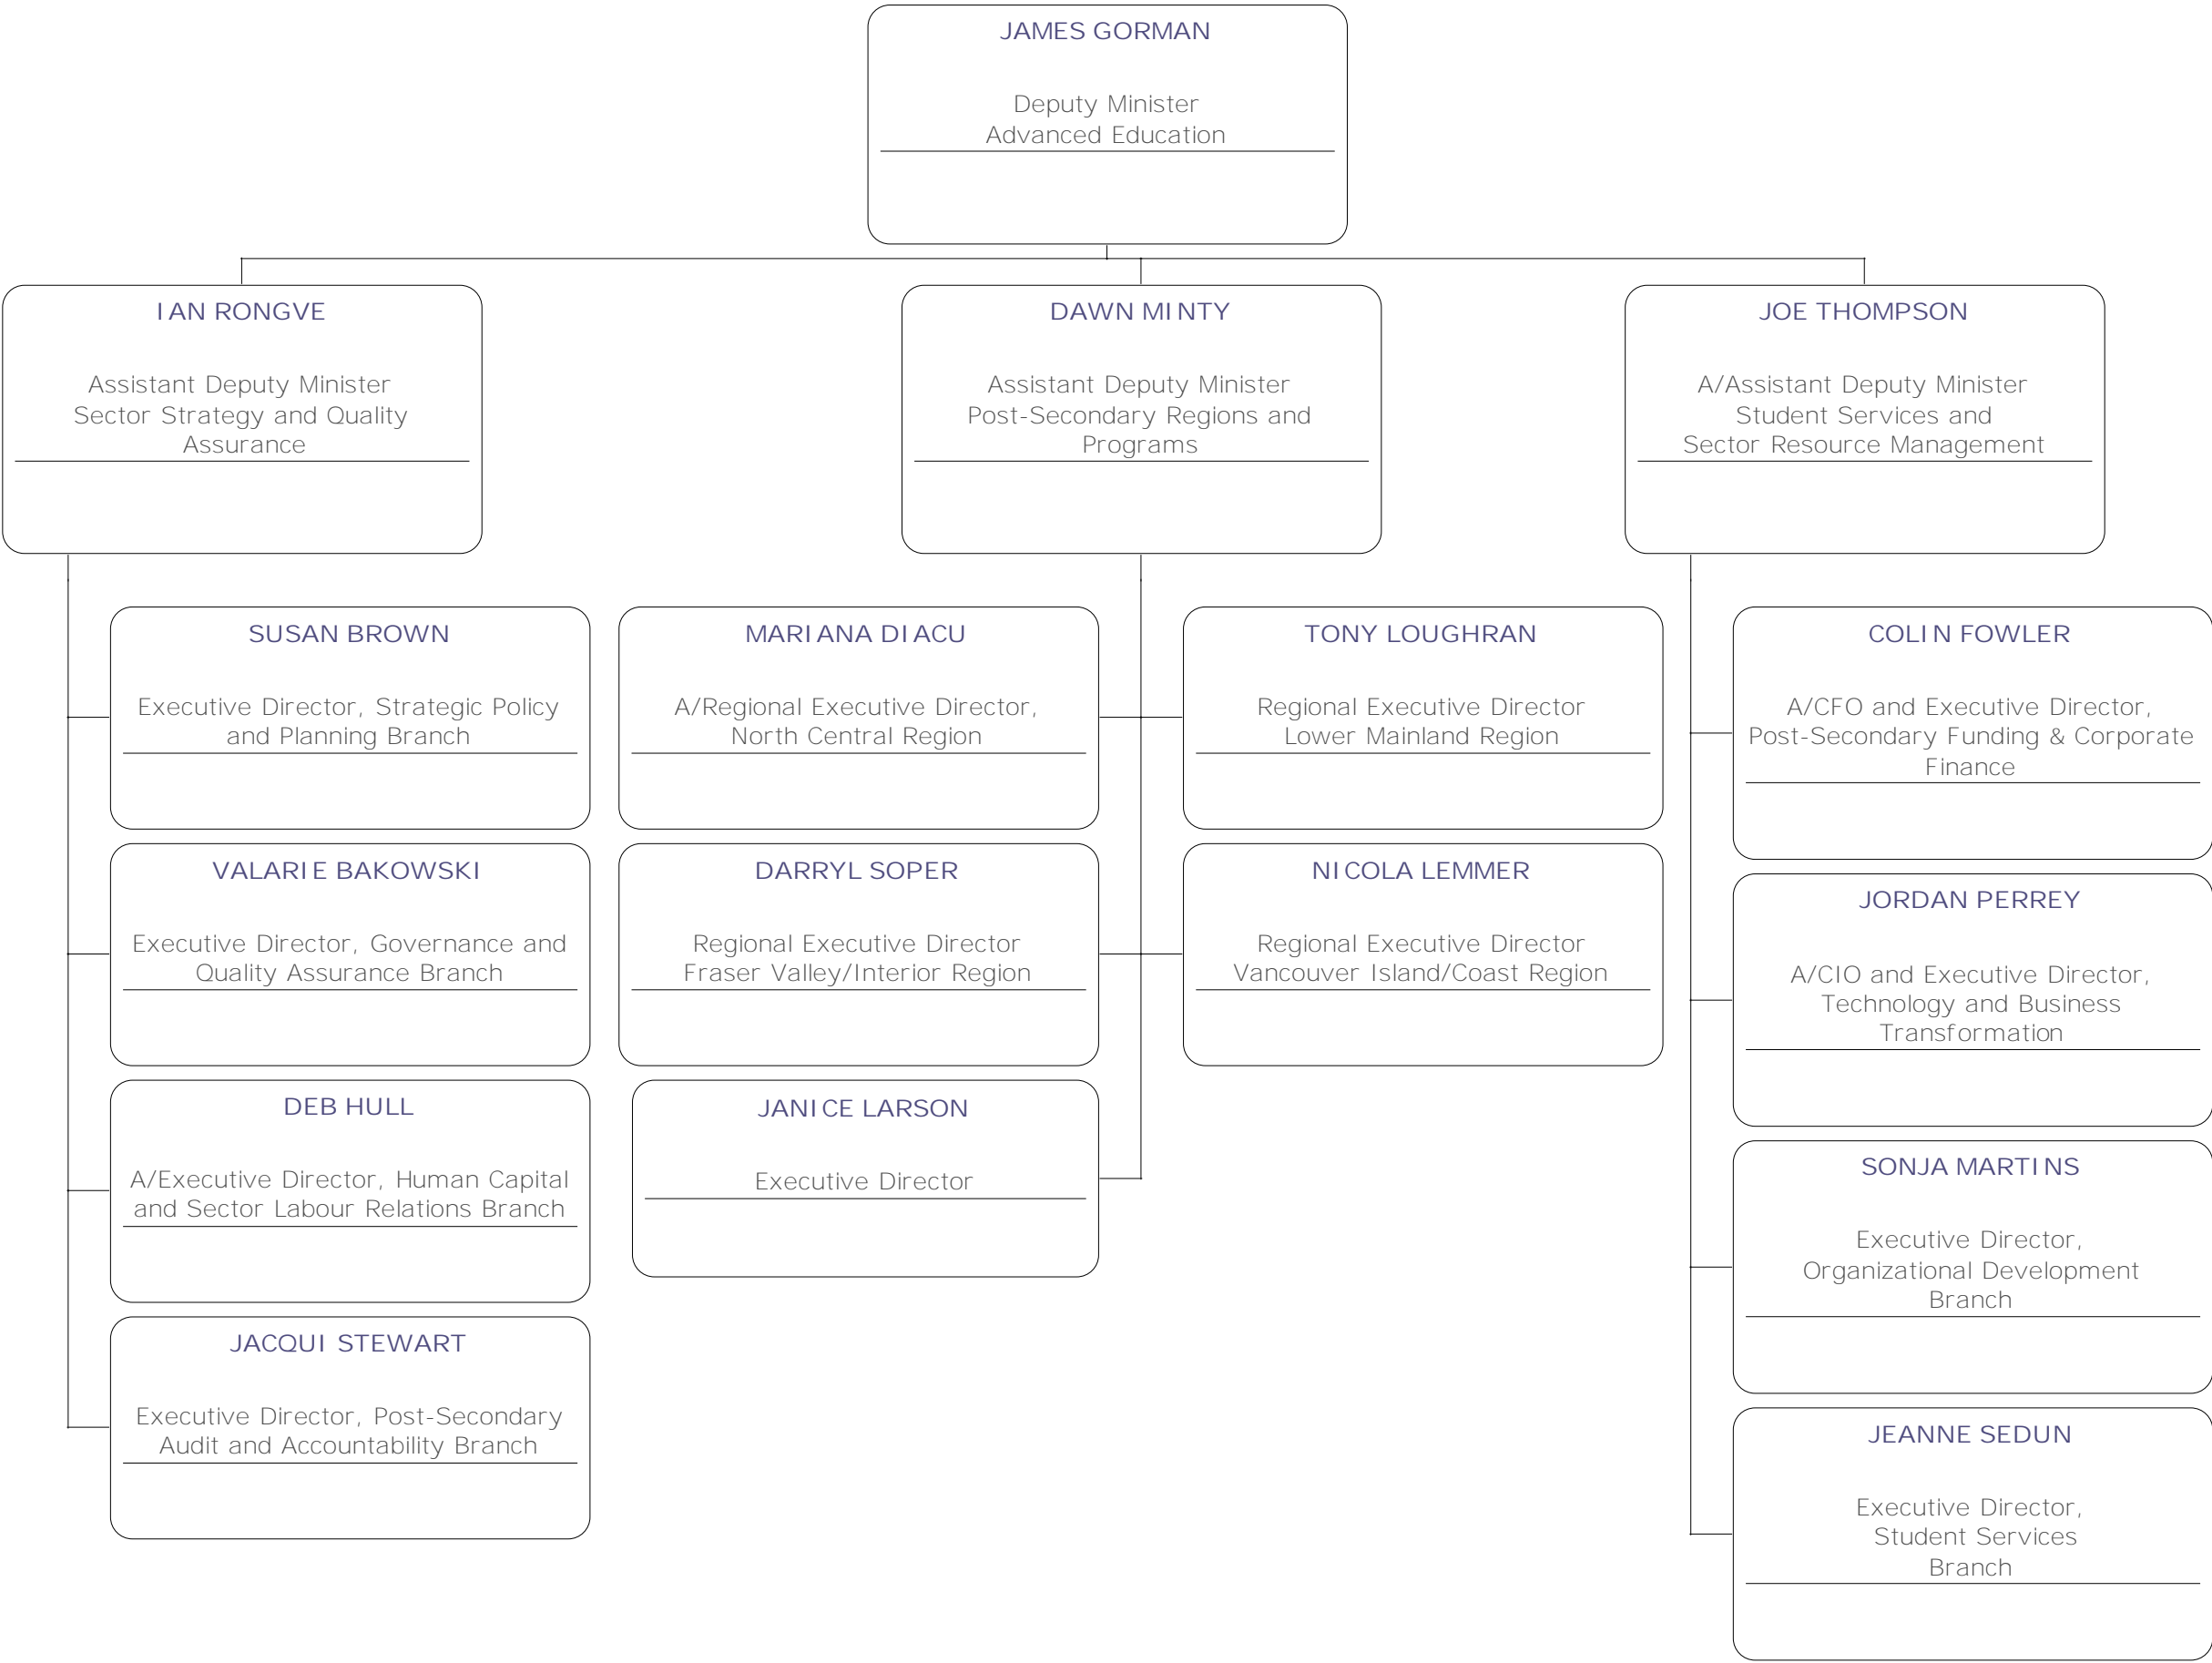 JAMES GORMAN
Deputy Minister
Advanced Education
IAN RONGVE
Assistant Deputy Minister
Sector Strategy and Quality
Assurance
DAWN MINTY
Assistant Deputy Minister
Post-Secondary Regions and
Programs
JOE THOMPSON
A/Assistant Deputy Minister
Student Services and
Sector Resource Management
SUSAN BROWN
Executive Director, Strategic Policy
and Planning Branch
VALARIE BAKOWSKI
Executive Director, Governance and
Quality Assurance Branch
DEB HULL
A/Executive Director, Human Capital
and Sector Labour Relations Branch
JACQUI STEWART
Executive Director, Post-Secondary
Audit and Accountability Branch
MARIANA DIACU
A/Regional Executive Director,
North Central Region
TONY LOUGHRAN
Regional Executive Director
Lower Mainland Region
DARRYL SOPER
Regional Executive Director
Fraser Valley/Interior Region
NICOLA LEMMER
Regional Executive Director
Vancouver Island/Coast Region
JANICE LARSON
Executive Director
COLIN FOWLER
A/CFO and Executive Director,
Post-Secondary Funding & Corporate
Finance
JORDAN PERREY
A/CIO and Executive Director,
Technology and Business
Transformation
SONJA MARTINS
Executive Director,
Organizational Development
Branch
JEANNE SEDUN
Executive Director,
Student Services
Branch